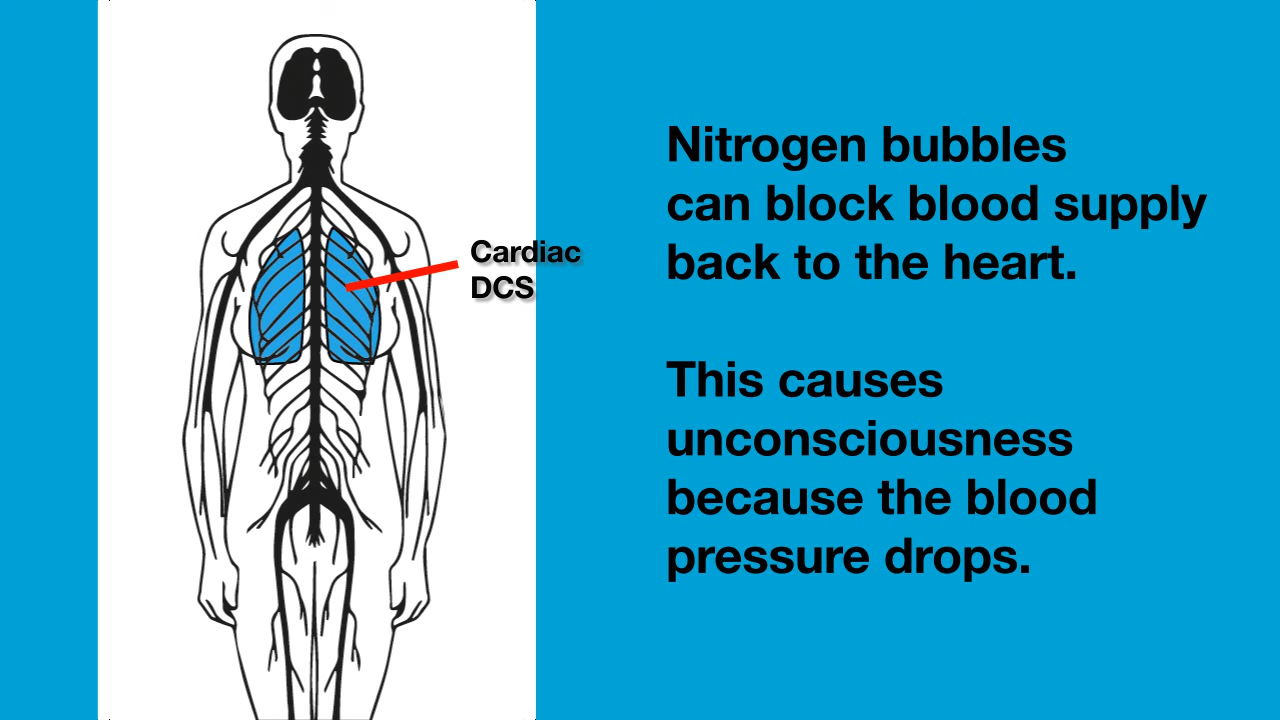 Cardiac
DCS
Nitrogen bubbles
can block blood supply
back to the heart.
This causes
unconsciousness
because the blood
pressure drops.